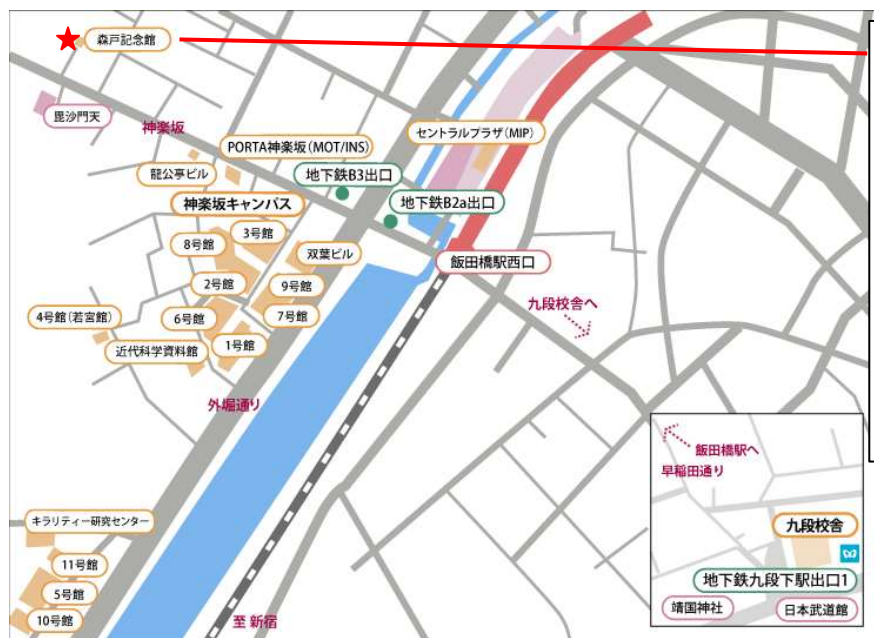 森戸記念館
毘沙門天
神楽坂
PORTA神楽坂(MOT/INS)
セントラルプラザ(MIP)
龍公亭ビル
地下鉄B3出口
神楽坂キャンパス
地下鉄B2a出口
3号館
8号館
双葉ビル
飯田橋駅西口
2号館
9号館
九段校舎へ
4号館(若宮館)
6号館
7号館
近代科学資料館
1号館
外堀通り
飯田橋駅へ
早稲田通り
キラリティー研究センター
九段校舎
11号館
地下鉄九段下駅出口1
5号館
靖国神社
日本武道館
10号館
至 新宿